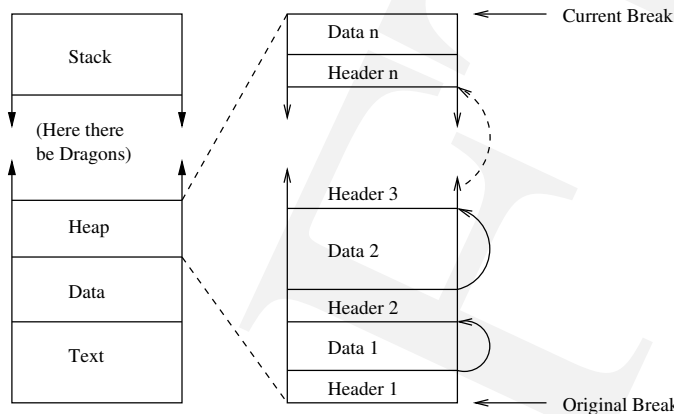 Stack
(Here there
be Dragons)
Heap
Data
Text
Data n
Header n
Header 3
Data 2
Header 2
Data 1
Header 1
Current Break
Original Break